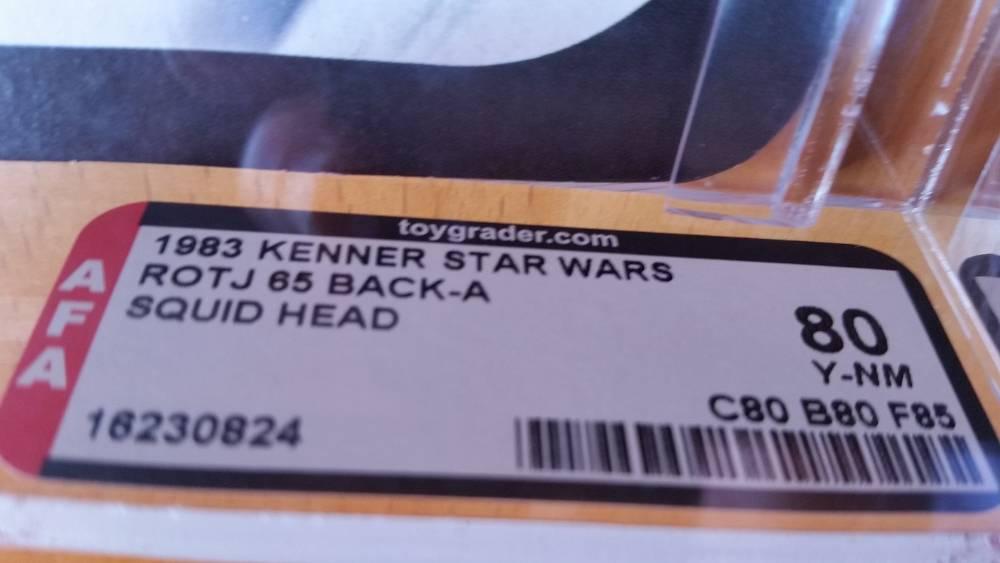 toygrader.com
AFA
1983 KENNER STAR WARS
ROTJ 65 BACK-A
SQUID HEAD
80
Y-NM
C80 B80 F85
16230824